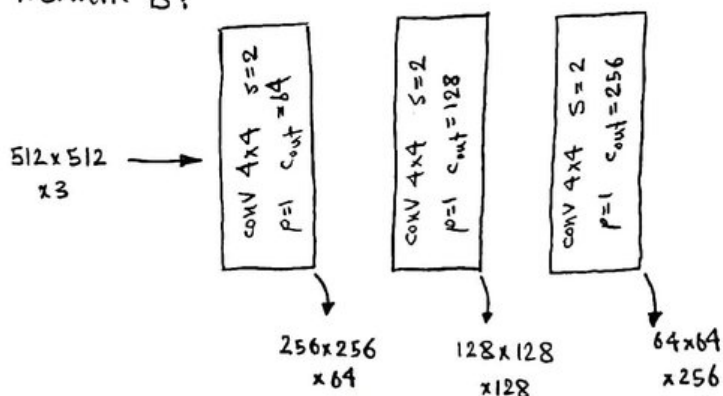 512x512
x3
conv 4x4 s=2
p=1 Cout=64
conv 4x4 s=2
p=1 Cout=128
conv 4x4 s=2
p=1 Cout=256
256x256
x64
128x128
x128
64x64
x256